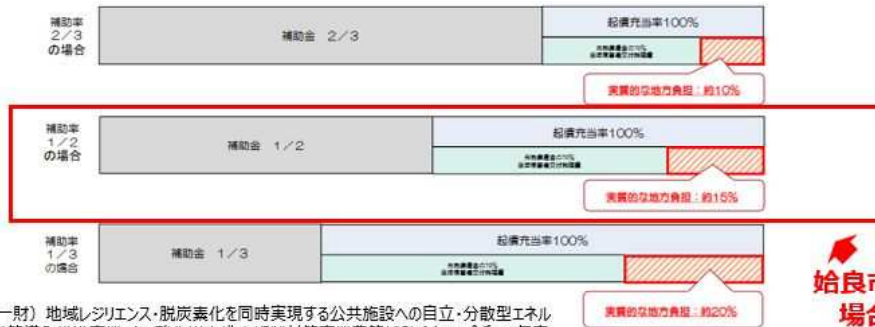 補助率
2/3
の場合
補助金 2/3
起債充当率100%
実質的な地方負担:約10%
補助率
1/2
の場合
補助金 1/2
起債充当率100%
実質的な地方負担:約15%
補助率
1/3
の場合
補助金 1/3
起債充当率100%
実質的な地方負担:約20%
姶良市
場合
一財)地域レジリエンス・脱炭素化を同時実現する公共施設への自立・分散型エネル